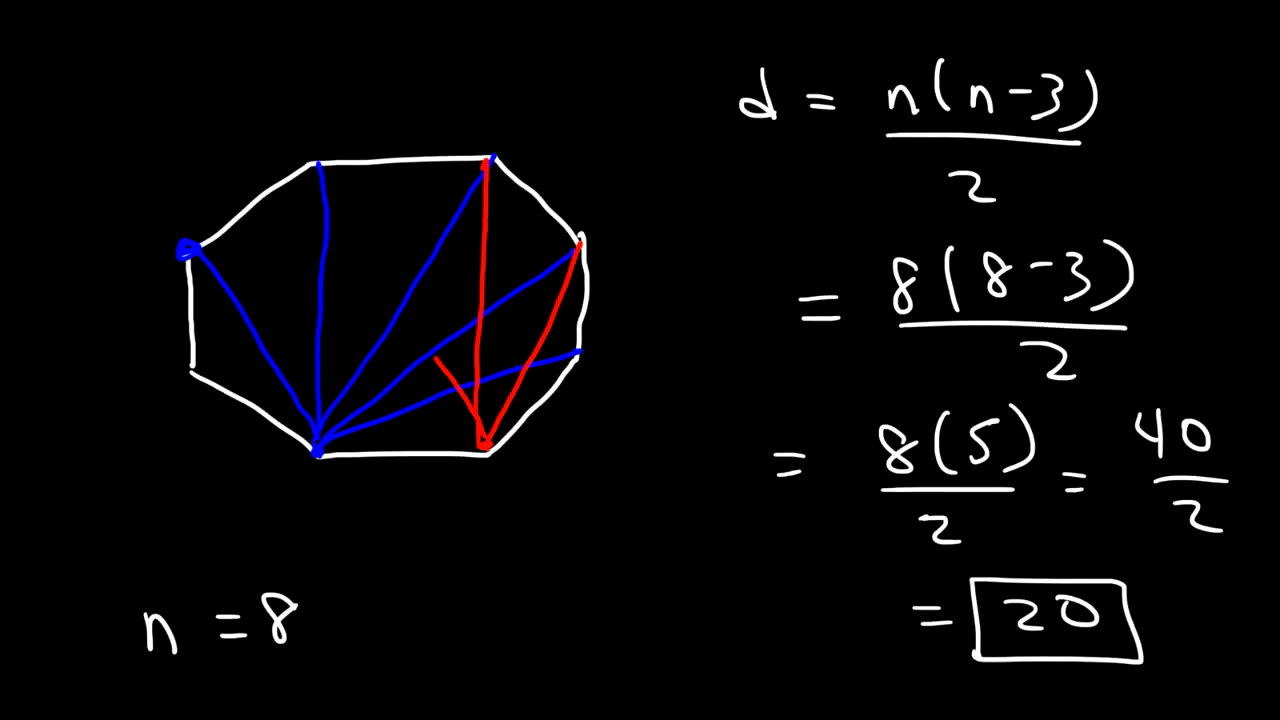 d = n(n-3)/2
= 8(8-3)/2
= 8(5)/2 = 40/2
= 20
n = 8